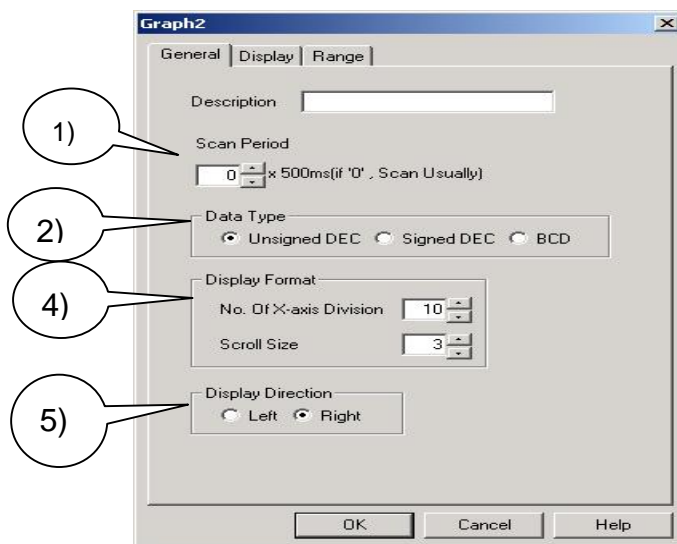 Graph2
General Display Range
Description
1)
Scan Period
0 x 500ms(if '0' , Scan Usually)
2)
Data Type
Unsigned DEC Signed DEC BCD
4)
Display Format
No. Of X-axis Division 10
Scroll Size 3
5)
Display Direction
Left Right
OK Cancel Help